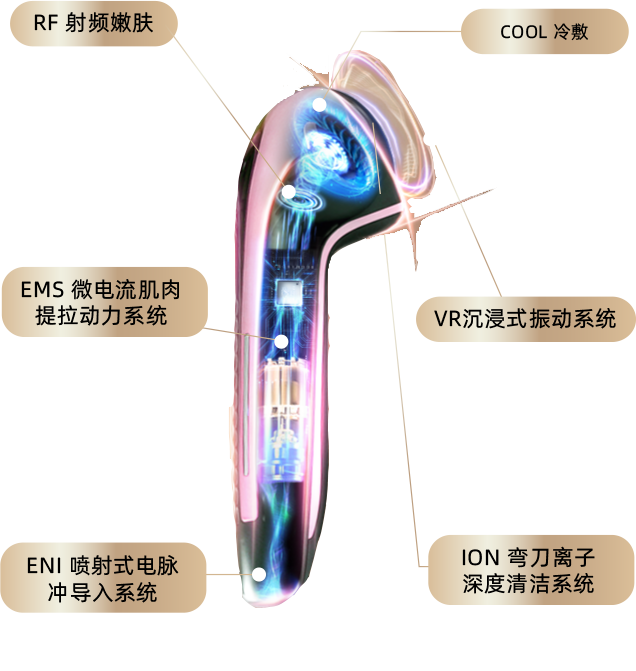 RF 射频嫩肤
COOL 冷敷
EMS 微电流肌肉
提拉动力系统
VR沉浸式振动系统
ENI 喷射式电脉
冲导入系统
ION 弯刀离子
深度清洁系统